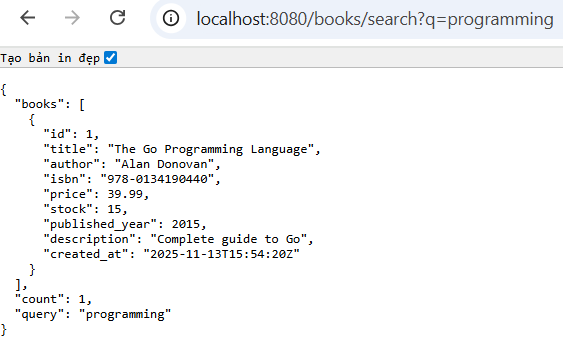 localhost:8080/books/search?q=programming
Tạo bản in đẹp
{
  "books": [
    {
      "id": 1,
      "title": "The Go Programming Language",
      "author": "Alan Donovan",
      "isbn": "978-0134190440",
      "price": 39.99,
      "stock": 15,
      "published_year": 2015,
      "description": "Complete guide to Go",
      "created_at": "2025-11-13T15:54:20Z"
    }
  ],
  "count": 1,
  "query": "programming"
}